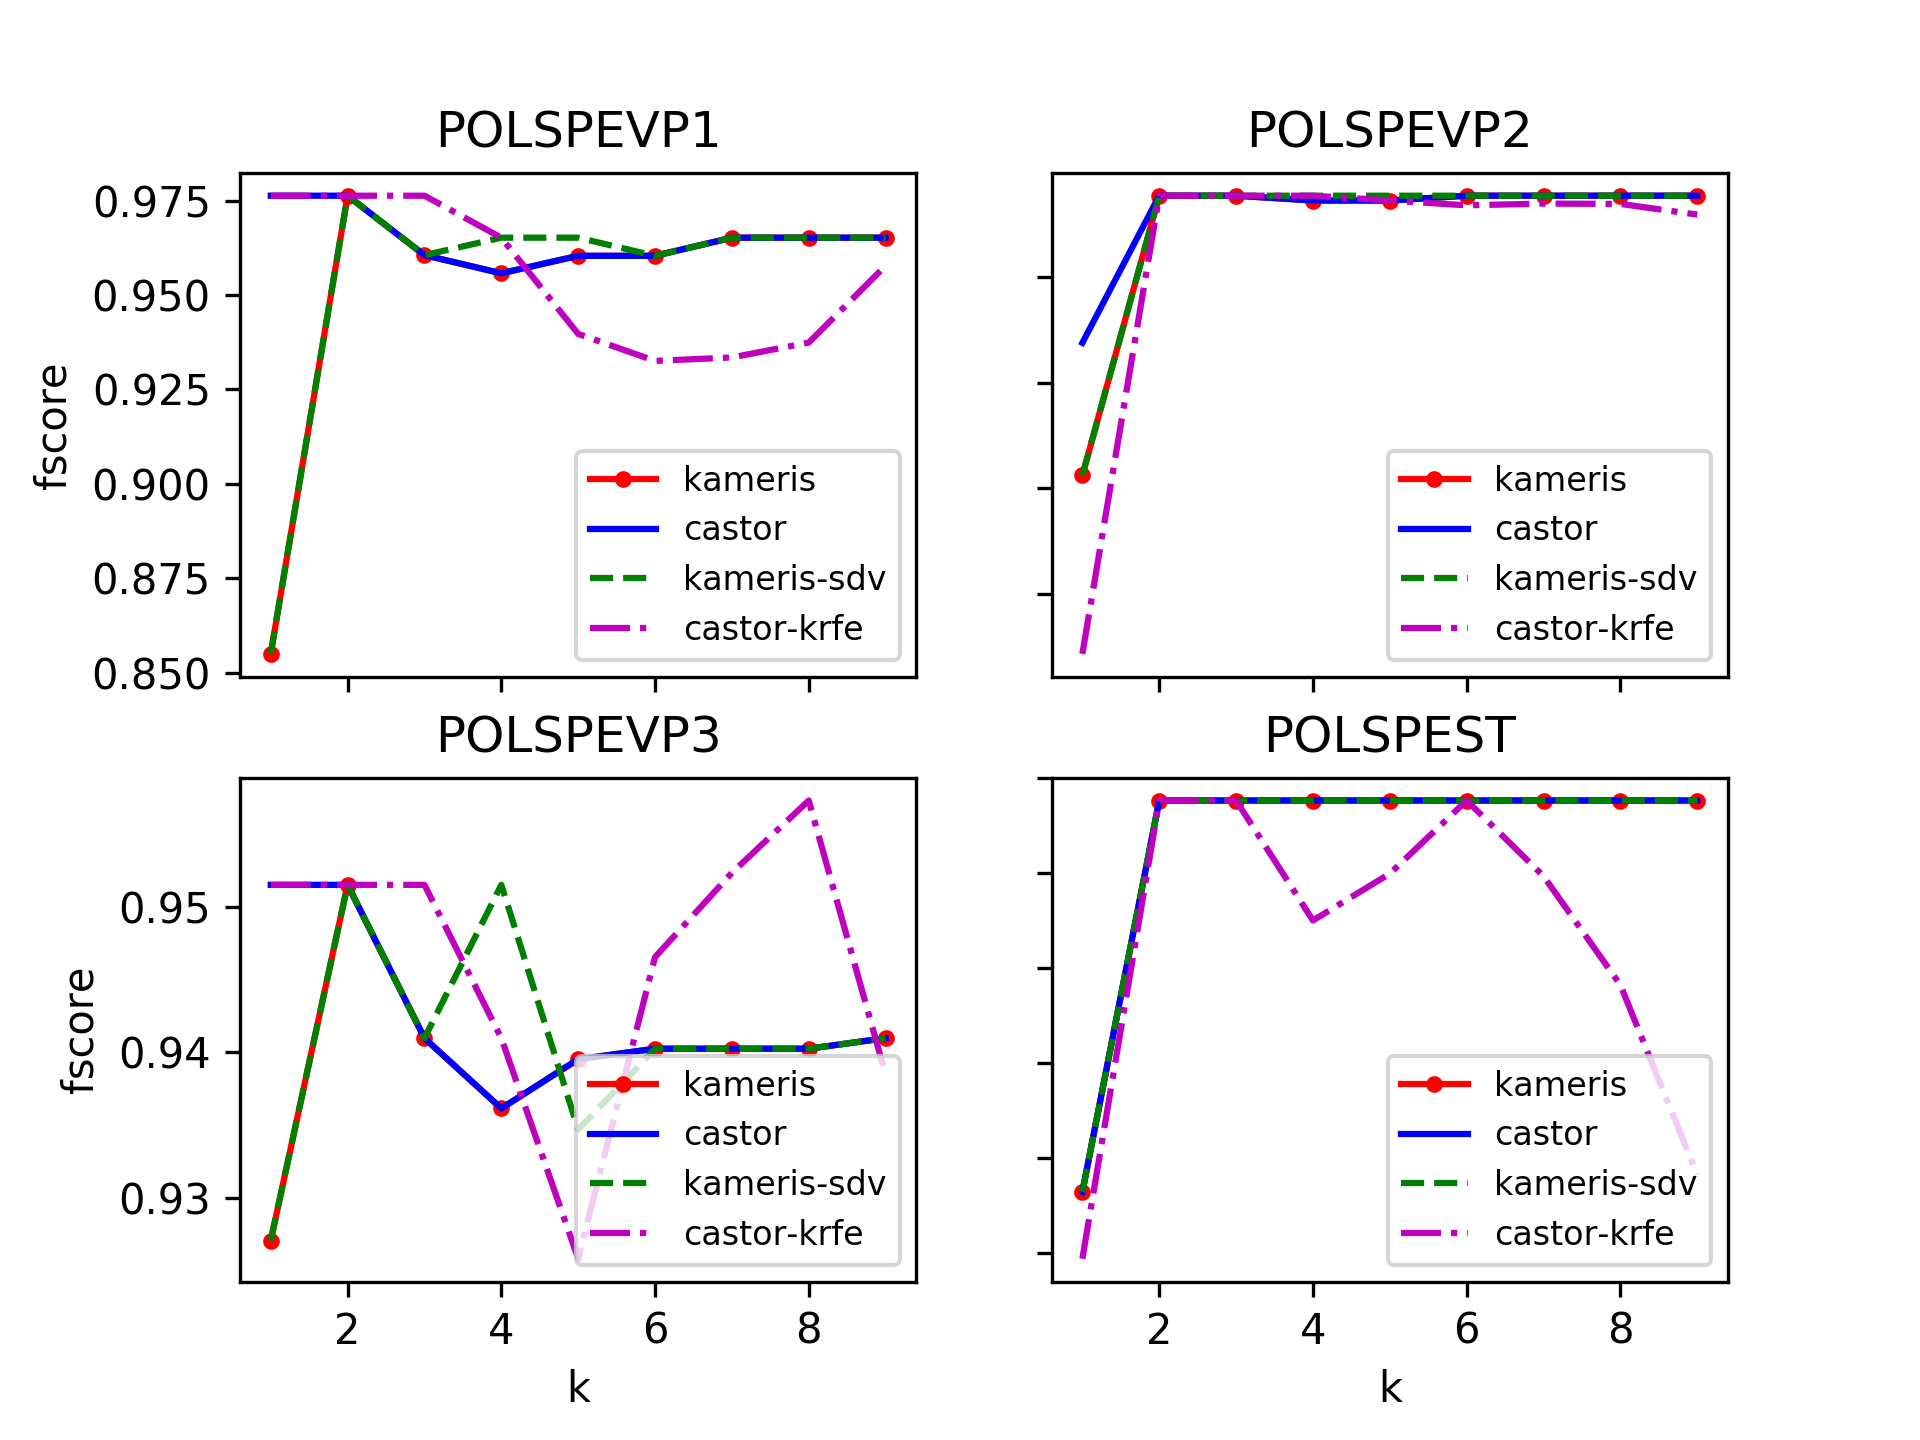 POLSPEVP1
POLSPEVP2
fscore
0.975
0.950
0.925
0.900
0.875
0.850
kameris
castor
kameris-sdv
castor-krfe
kameris
castor
kameris-sdv
castor-krfe
POLSPEVP3
POLSPEST
fscore
0.95
0.94
0.93
kameris
castor
kameris-sdv
castor-krfe
kameris
castor
kameris-sdv
castor-krfe
2 4 6 8
k
2 4 6 8
k